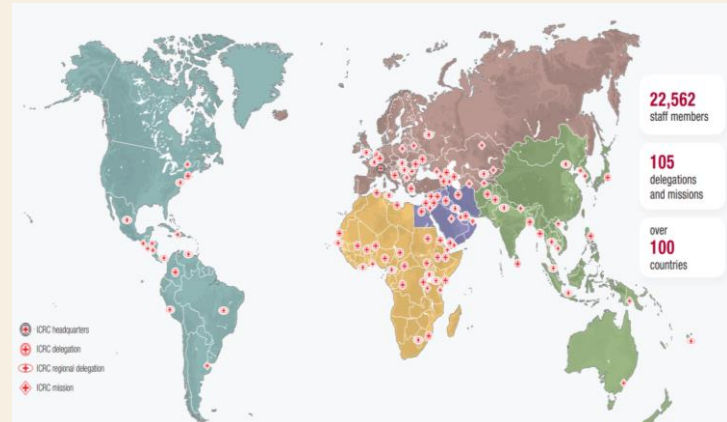 22,562
staff members
105
delegations
and missions
over
100
countries
ICRC headquarters
ICRC delegation
ICRC regional delegation
ICRC mission